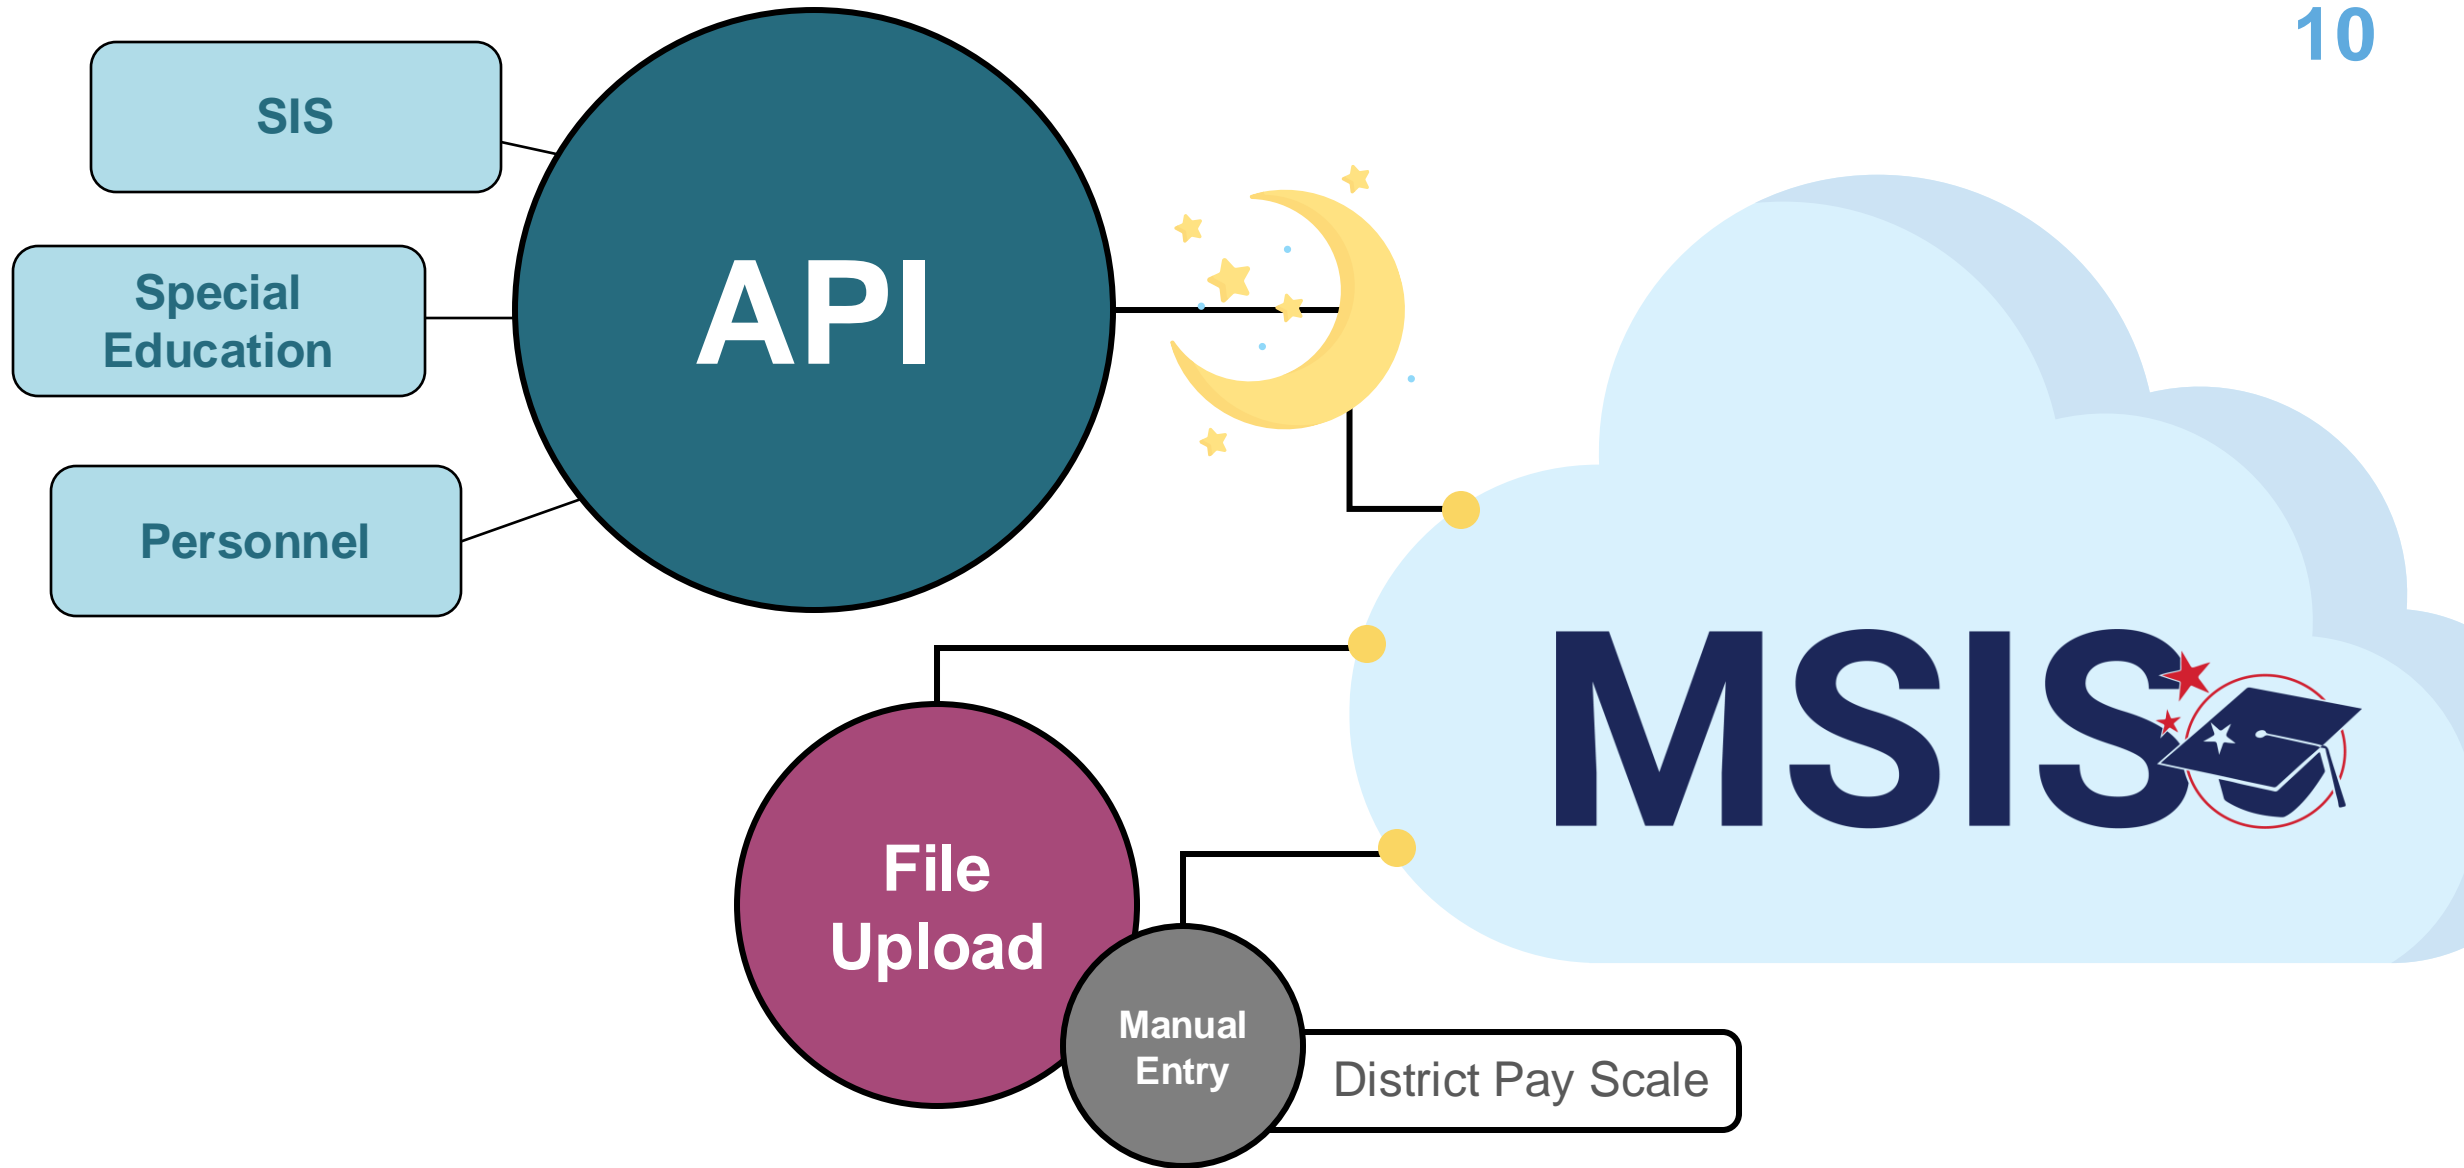 10
SIS
API
Special
Education
Personnel
MSIS
File
Upload
Manual
Entry
District Pay Scale